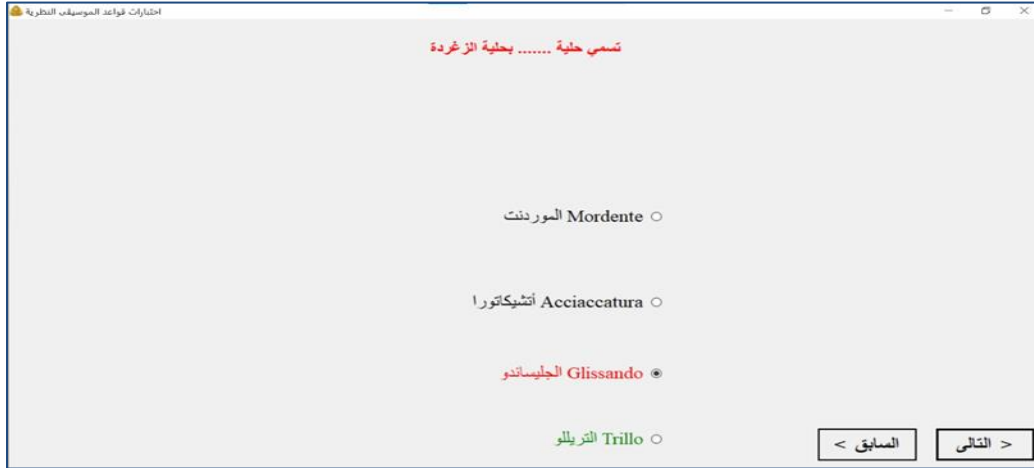 اختبارات قواعد الموسيقى النظرية
تسمي حلية ....... بحلية الزغردة
Mordente الموردنت
Acciaccatura أتشيكاتورا
Glissando الجليساندو
Trillo التريللو
< التالى
السابق >